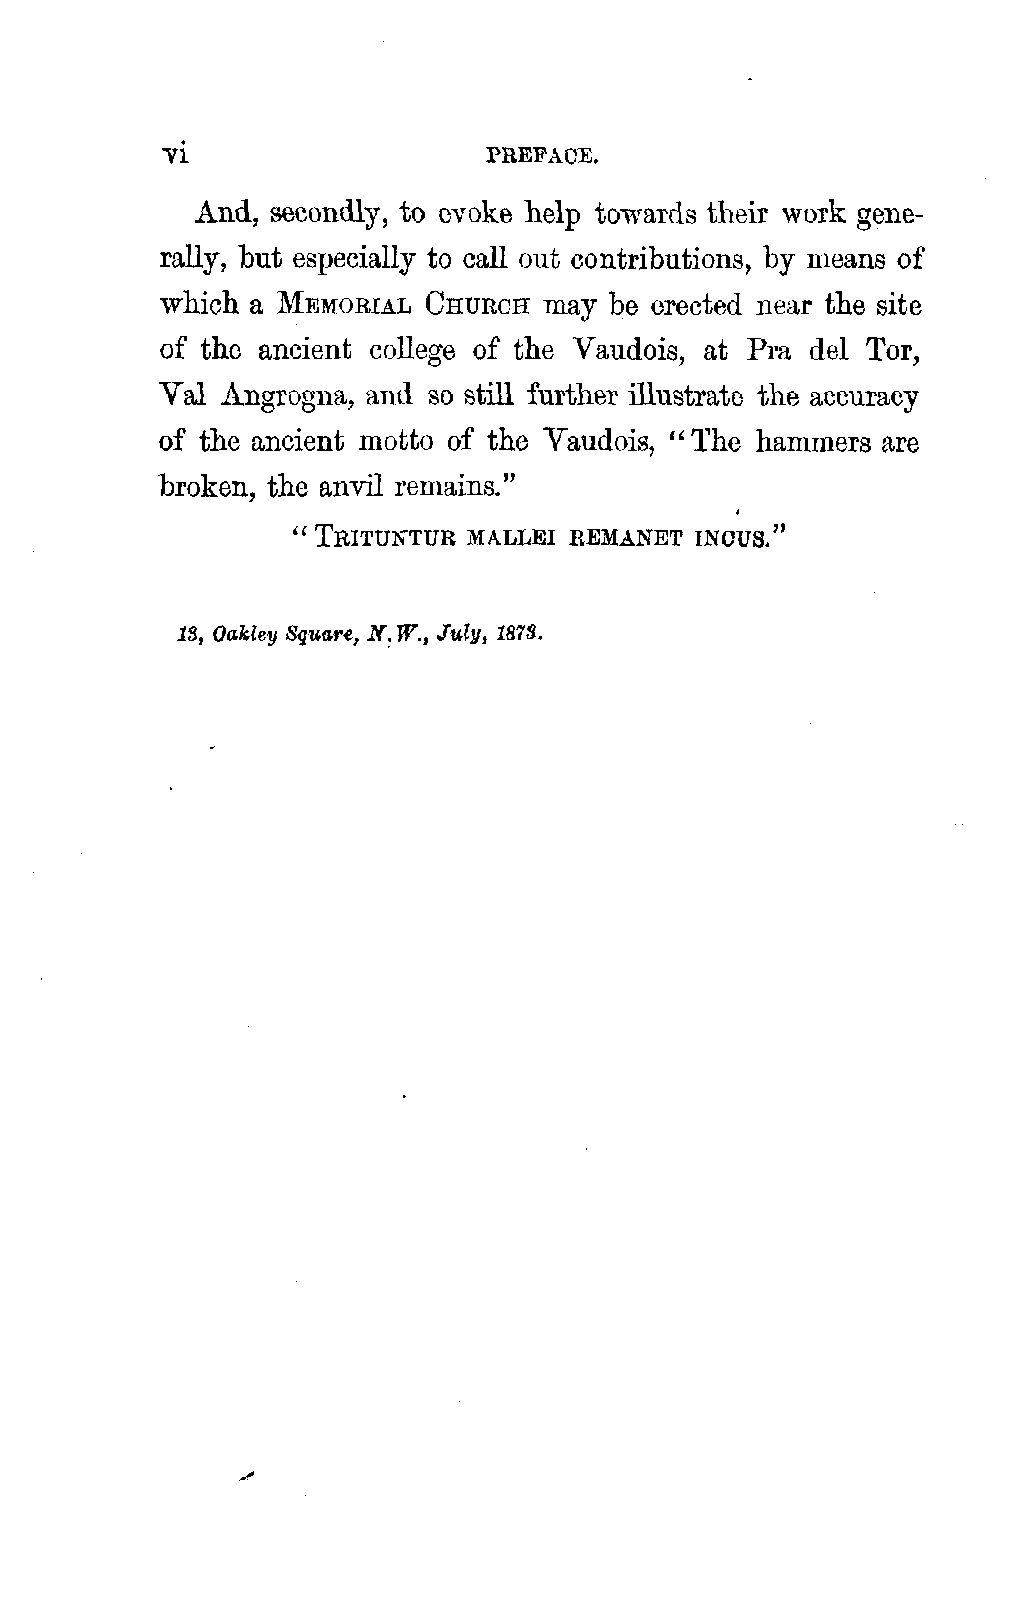 vi PREFACE.
And, secondly, to evoke help towards their work gene-
rally, but especially to call out contributions, by means of
which a MEMORIAL CHURCH may be erected near the site
of the ancient college of the Vaudois, at Pra del Tor,
Val Angrogna, and so still further illustrate the accuracy
of the ancient motto of the Vaudois, "The hammers are
broken, the anvil remains."
"TRITUNTUR MALLEI REMANET INCUS."
13, Oakley Square, N.W., July, 1873.